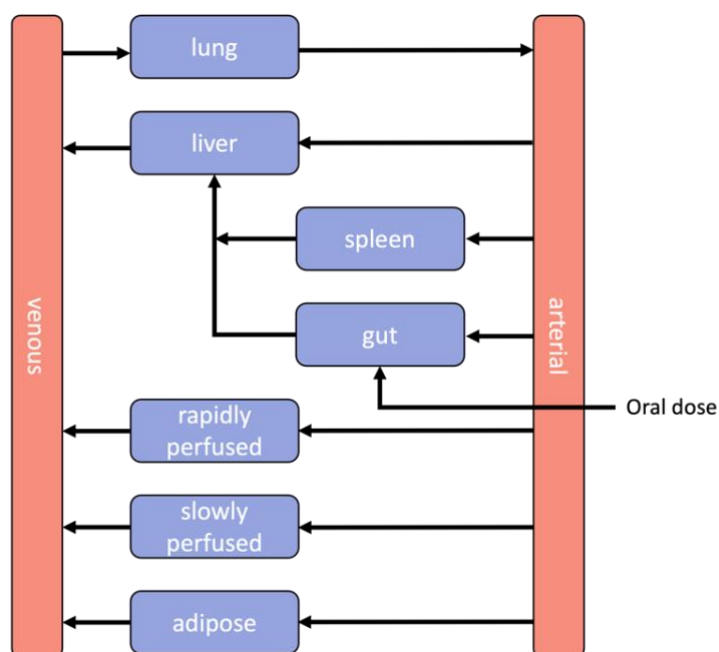 lung
liver
spleen
gut
venous
arterial
Oral dose
rapidly
perfused
slowly
perfused
adipose